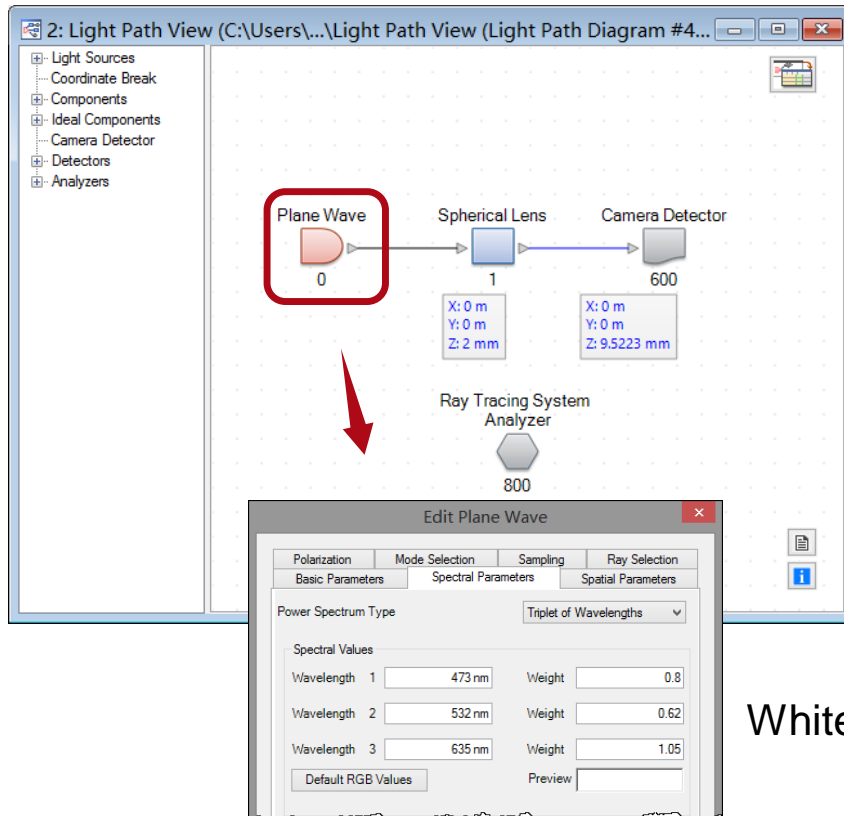 2: Light Path View (C:\Users\...\Light Path View (Light Path Diagram #4...
Light Sources
Coordinate Break
Components
Ideal Components
Camera Detector
Detectors
Analyzers
Plane Wave
Spherical Lens
Camera Detector
0
1
600
X: 0 m
Y: 0 m
Z: 2 mm
X: 0 m
Y: 0 m
Z: 9.5223 mm
Ray Tracing System
Analyzer
800
Edit Plane Wave
Polarization Mode Selection Sampling Ray Selection
Basic Parameters Spectral Parameters Spatial Parameters
Power Spectrum Type Triplet of Wavelengths
Spectral Values
Wavelength 1 473 nm Weight 0.8
Wavelength 2 532 nm Weight 0.62
Wavelength 3 635 nm Weight 1.05
Default RGB Values Preview
White